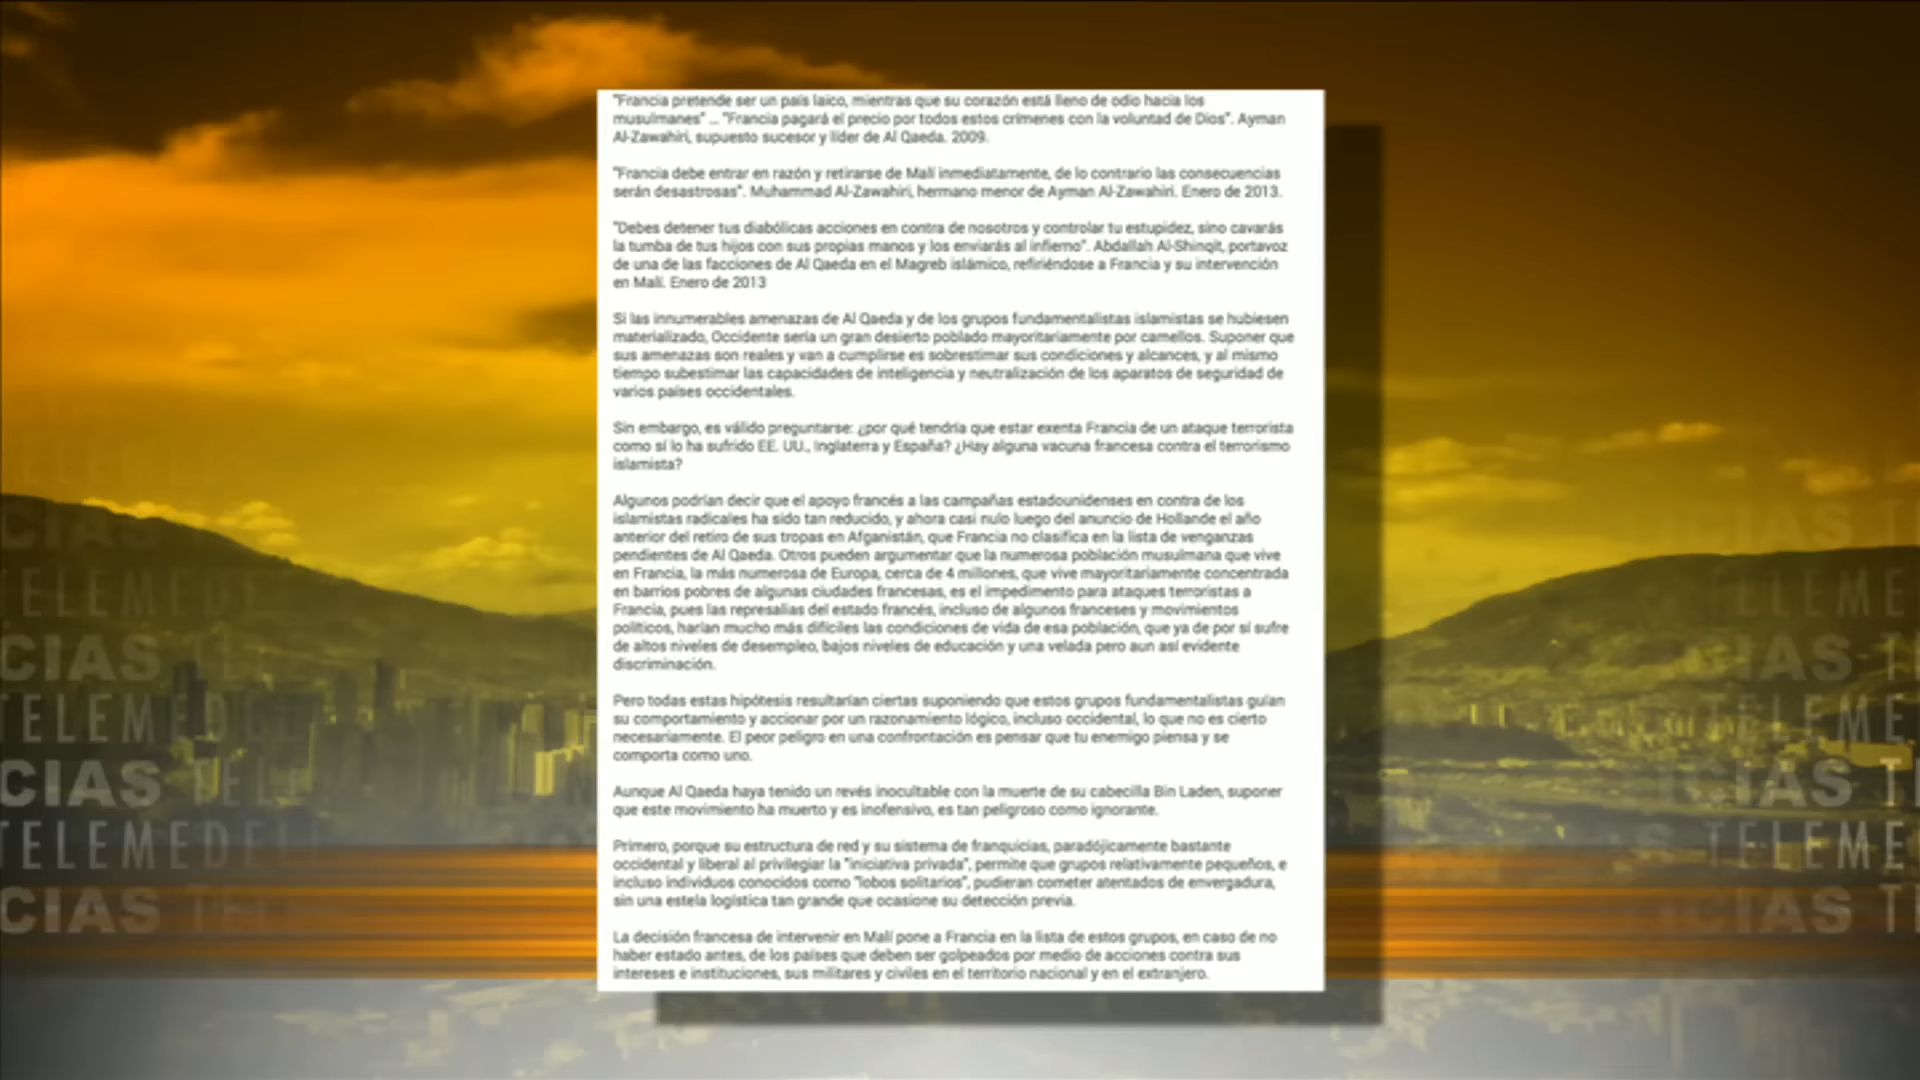 "Francia pretende ser un país laico, mientras que su corazón está lleno de odio hacia los
musulmanes" ... "Francia pagará el precio por todos estos crímenes con la voluntad de Dios". Ayman
Al-Zawahiri, supuesto sucesor y líder de Al Qaeda. 2009.
"Francia debe entrar en razón y retirarse de Malí inmediatamente, de lo contrario las consecuencias
serán desastrosas". Muhammad Al-Zawahiri, hermano menor de Ayman Al-Zawahiri. Enero de 2013.
"Debes detener tus diabólicas acciones en contra de nosotros y controlar tu estupidez, sino cavarás
la tumba de tus hijos con sus propias manos y los enviarás al infierno". Abdallah Al-Shinqit, portavoz
de una de las facciones de Al Qaeda en el Magreb islámico, refiriéndose a Francia y su intervención
en Malí. Enero de 2013
Si las innumerables amenazas de Al Qaeda y de los grupos fundamentalistas islamistas se hubiesen
materializado, Occidente sería un gran desierto poblado mayoritariamente por camellos. Suponer que
sus amenazas son reales y van a cumplirse es sobrestimar sus condiciones y alcances, y al mismo
tiempo subestimar las capacidades de inteligencia y neutralización de los aparatos de seguridad de
varios países occidentales.
Sin embargo, es válido preguntarse: ¿por qué tendría que estar exenta Francia de un ataque terrorista
como sí lo ha sufrido EE. UU., Inglaterra y España? ¿Hay alguna vacuna francesa contra el terrorismo
islamista?
Algunos podrían decir que el apoyo francés a las campañas estadounidenses en contra de los
islamistas radicales ha sido tan reducido, y ahora casi nulo luego del anuncio de Hollande el año
anterior del retiro de sus tropas en Afganistán, que Francia no clasifica en la lista de venganzas
pendientes de Al Qaeda. Otros pueden argumentar que la numerosa población musulmana que vive
en Francia, la más numerosa de Europa, cerca de 4 millones, que vive mayoritariamente concentrada
en barrios pobres de algunas ciudades francesas, es el impedimento para ataques terroristas a
Francia, pues las represalias del estado francés, incluso de algunos franceses y movimientos
políticos, harían mucho más difíciles las condiciones de vida de esa población, que ya de por sí sufre
de altos niveles de desempleo, bajos niveles de educación y una velada pero aun así evidente
discriminación.
Pero todas estas hipótesis resultarían ciertas suponiendo que estos grupos fundamentalistas guían
su comportamiento y accionar por un razonamiento lógico, incluso occidental, lo que no es cierto
necesariamente. El peor peligro en una confrontación es pensar que tu enemigo piensa y se
comporta como uno.
Aunque Al Qaeda haya tenido un revés inocultable con la muerte de su cabecilla Bin Laden, suponer
que este movimiento ha muerto y es inofensivo, es tan peligroso como ignorante.
Primero, porque su estructura de red y su sistema de franquicias, paradójicamente bastante
occidental y liberal al privilegiar la "iniciativa privada", permite que grupos relativamente pequeños, e
incluso individuos conocidos como "lobos solitarios", pudieran cometer atentados de envergadura,
sin una estela logística tan grande que ocasione su detección previa.
La decisión francesa de intervenir en Malí pone a Francia en la lista de estos grupos, en caso de no
haber estado antes, de los países que deben ser golpeados por medio de acciones contra sus
intereses e instituciones, sus militares y civiles en el territorio nacional y en el extranjero.
CIAS
TELEMEDE
CIAS
TELEMEDE
CIAS TEL
TELEMEDELL
CIAS TEL
CIAS T
TELEME
CIAS T
TELEME
CIAS T
TELEME
CIAS T